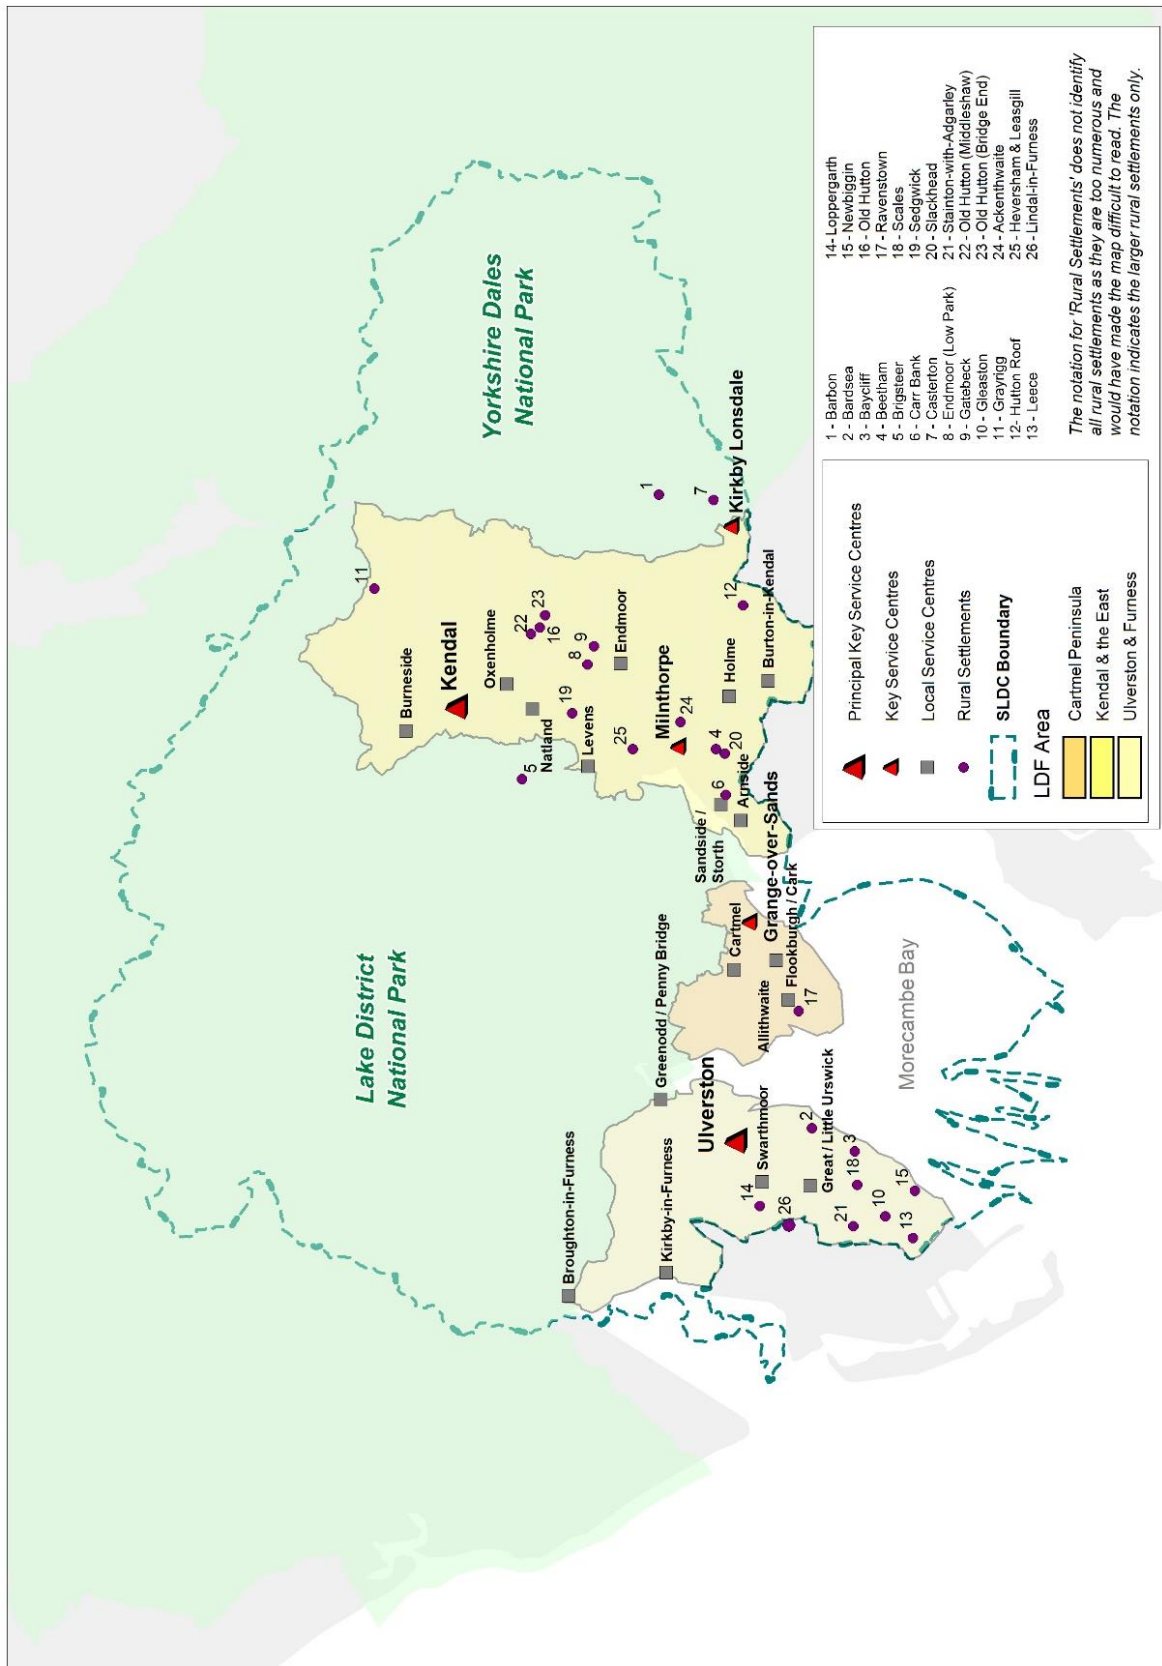 Lake District
National Park
Yorkshire Dales
National Park
Broughton-in-Furness
Kirkby-in-Furness
Greenodd / Penny Bridge
Ulverston
Swarthmoor
Great / Little Urswick
14
26
2
3
18
21
10
15
13
Cartmel
Grange-over-Sands
Flookburgh / Cark
Allithwaite
17
Morecambe Bay
Burneside
Kendal
Oxenholme
Natland
Levens
Endmoor
Milnthorpe
Holme
Burton-in-Kendal
Sandside /
Storth
Arnside
Kirkby Lonsdale
11
22
23
16
9
8
19
5
25
24
4
20
6
12
1
7
Principal Key Service Centres
Key Service Centres
Local Service Centres
Rural Settlements
SLDC Boundary
LDF Area
Cartmel Peninsula
Kendal & the East
Ulverston & Furness
1 - Barbon
2 - Bardsea
3 - Baycliff
4 - Beetham
5 - Brigsteer
6 - Carr Bank
7 - Casterton
8 - Endmoor (Low Park)
9 - Gatebeck
10 - Gleaston
11 - Grayrigg
12- Hutton Roof
13 - Leece
14-Loppergarth
15 - Newbiggin
16 - Old Hutton
17 - Ravenstown
18 - Scales
19 - Sedgwick
20 - Slackhead
21 - Stainton-with-Adgarley
22 - Old Hutton (Middleshaw)
23 - Old Hutton (Bridge End)
24 - Ackenthwaite
25 - Heversham & Leasgill
26 - Lindal-in-Furness
The notation for 'Rural Settlements' does not identify
all rural settlements as they are too numerous and
would have made the map difficult to read. The
notation indicates the larger rural settlements only.